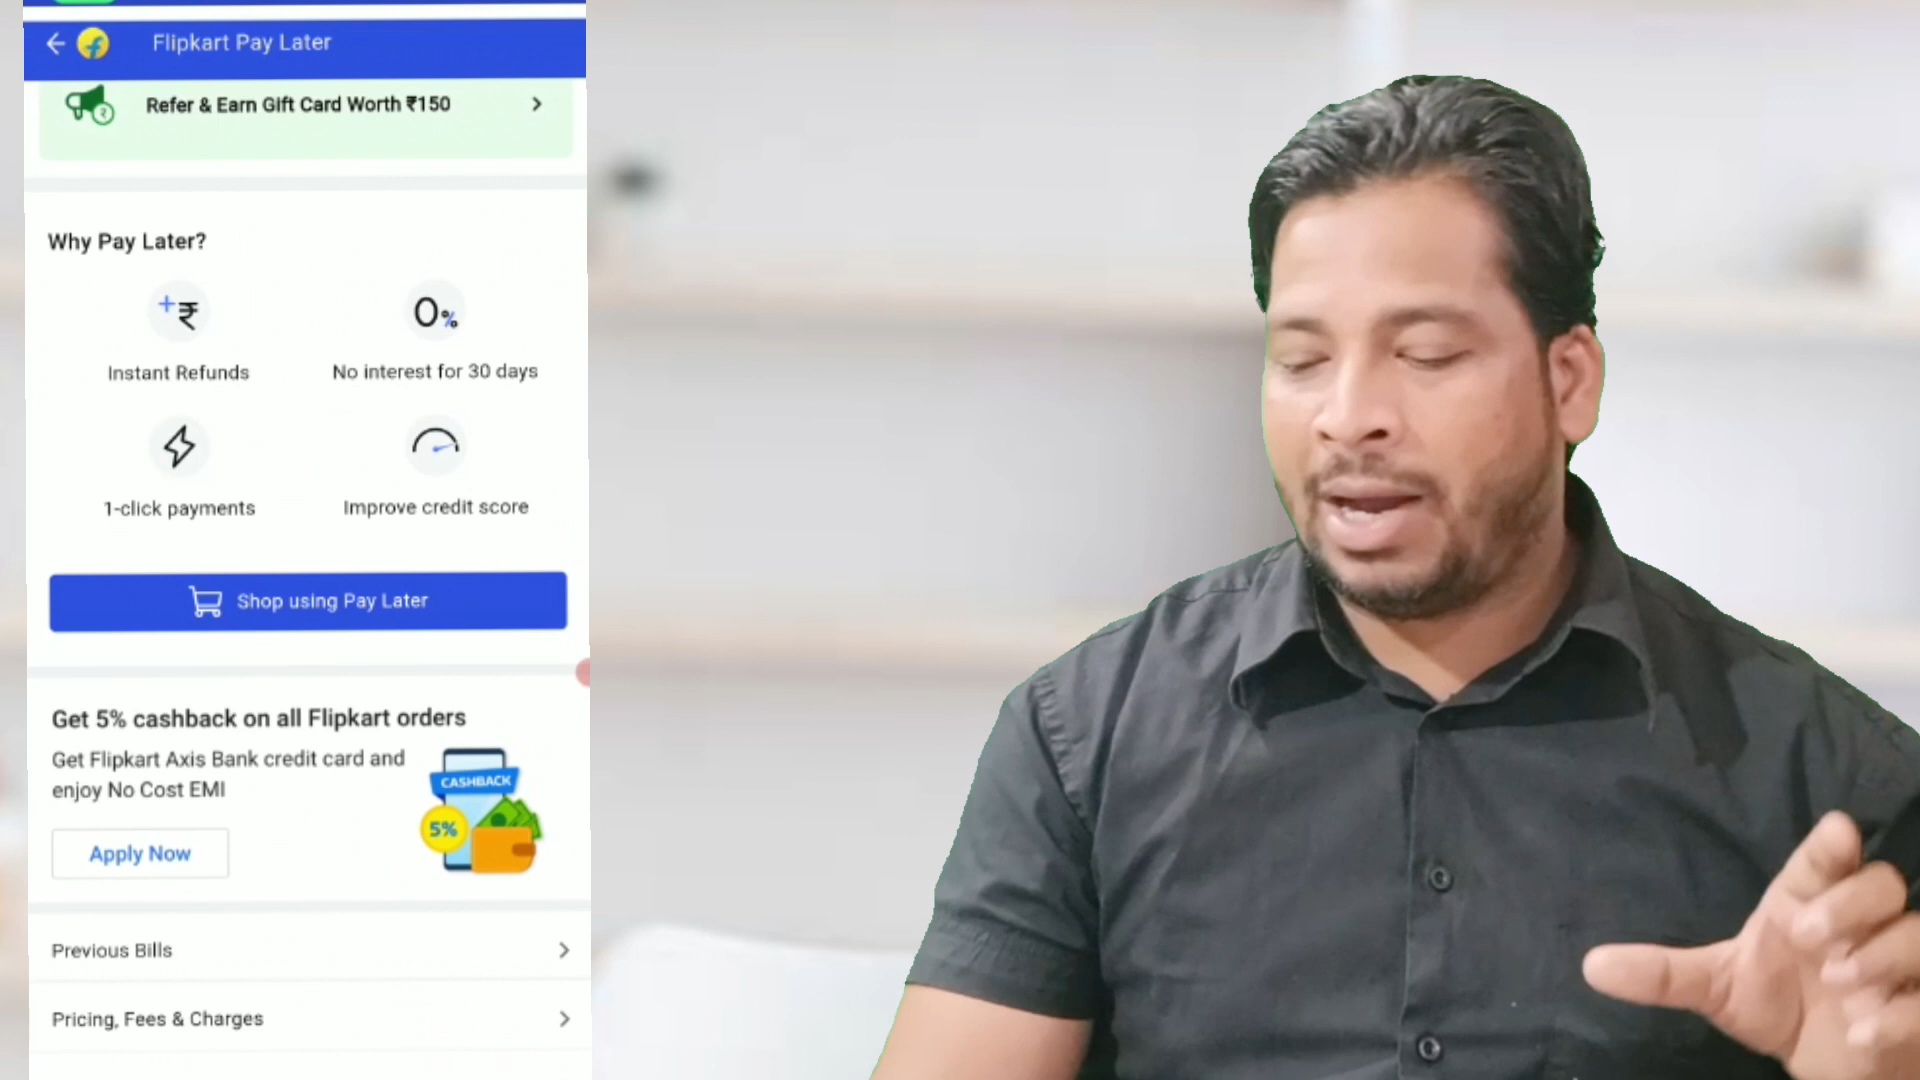 Flipkart Pay Later
Refer & Earn Gift Card Worth ₹150
Why Pay Later?
+₹
0%
Instant Refunds
No interest for 30 days
1-click payments
Improve credit score
Shop using Pay Later
Get 5% cashback on all Flipkart orders
Get Flipkart Axis Bank credit card and
enjoy No Cost EMI
CASHBACK
5%
Apply Now
Previous Bills
Pricing, Fees & Charges